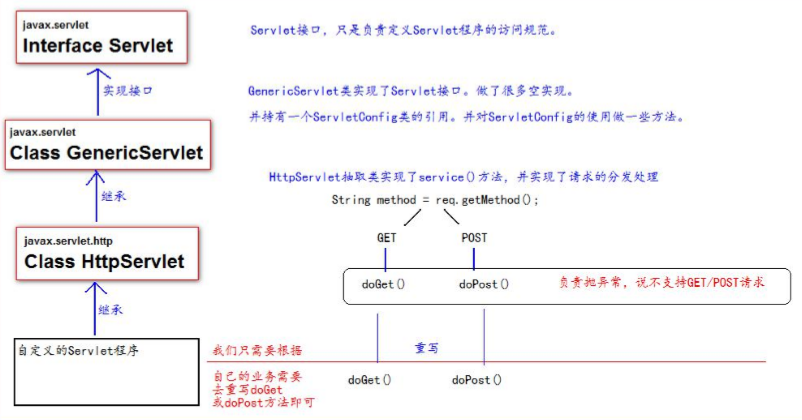 javax.servlet
Interface Servlet
Servlet接口，只是负责定义Servlet程序的访问规范。
实现接口
GenericServlet类实现了Servlet接口。做了很多空实现。
并持有一个ServletConfig类的引用。并对ServletConfig的使用做一些方法。
javax.servlet
Class GenericServlet
继承
HttpServlet抽取类实现了service()方法，并实现了请求的分发处理
String method = req.getMethod();
GET
POST
javax.servlet.http
Class HttpServlet
doGet()
doPost()
负责抛异常，说不支持GET/POST请求
继承
自定义的Servlet程序
我们只需要根据
重写
自己的业务需要
去重写doGet
或doPost方法即可
doGet()
doPost()